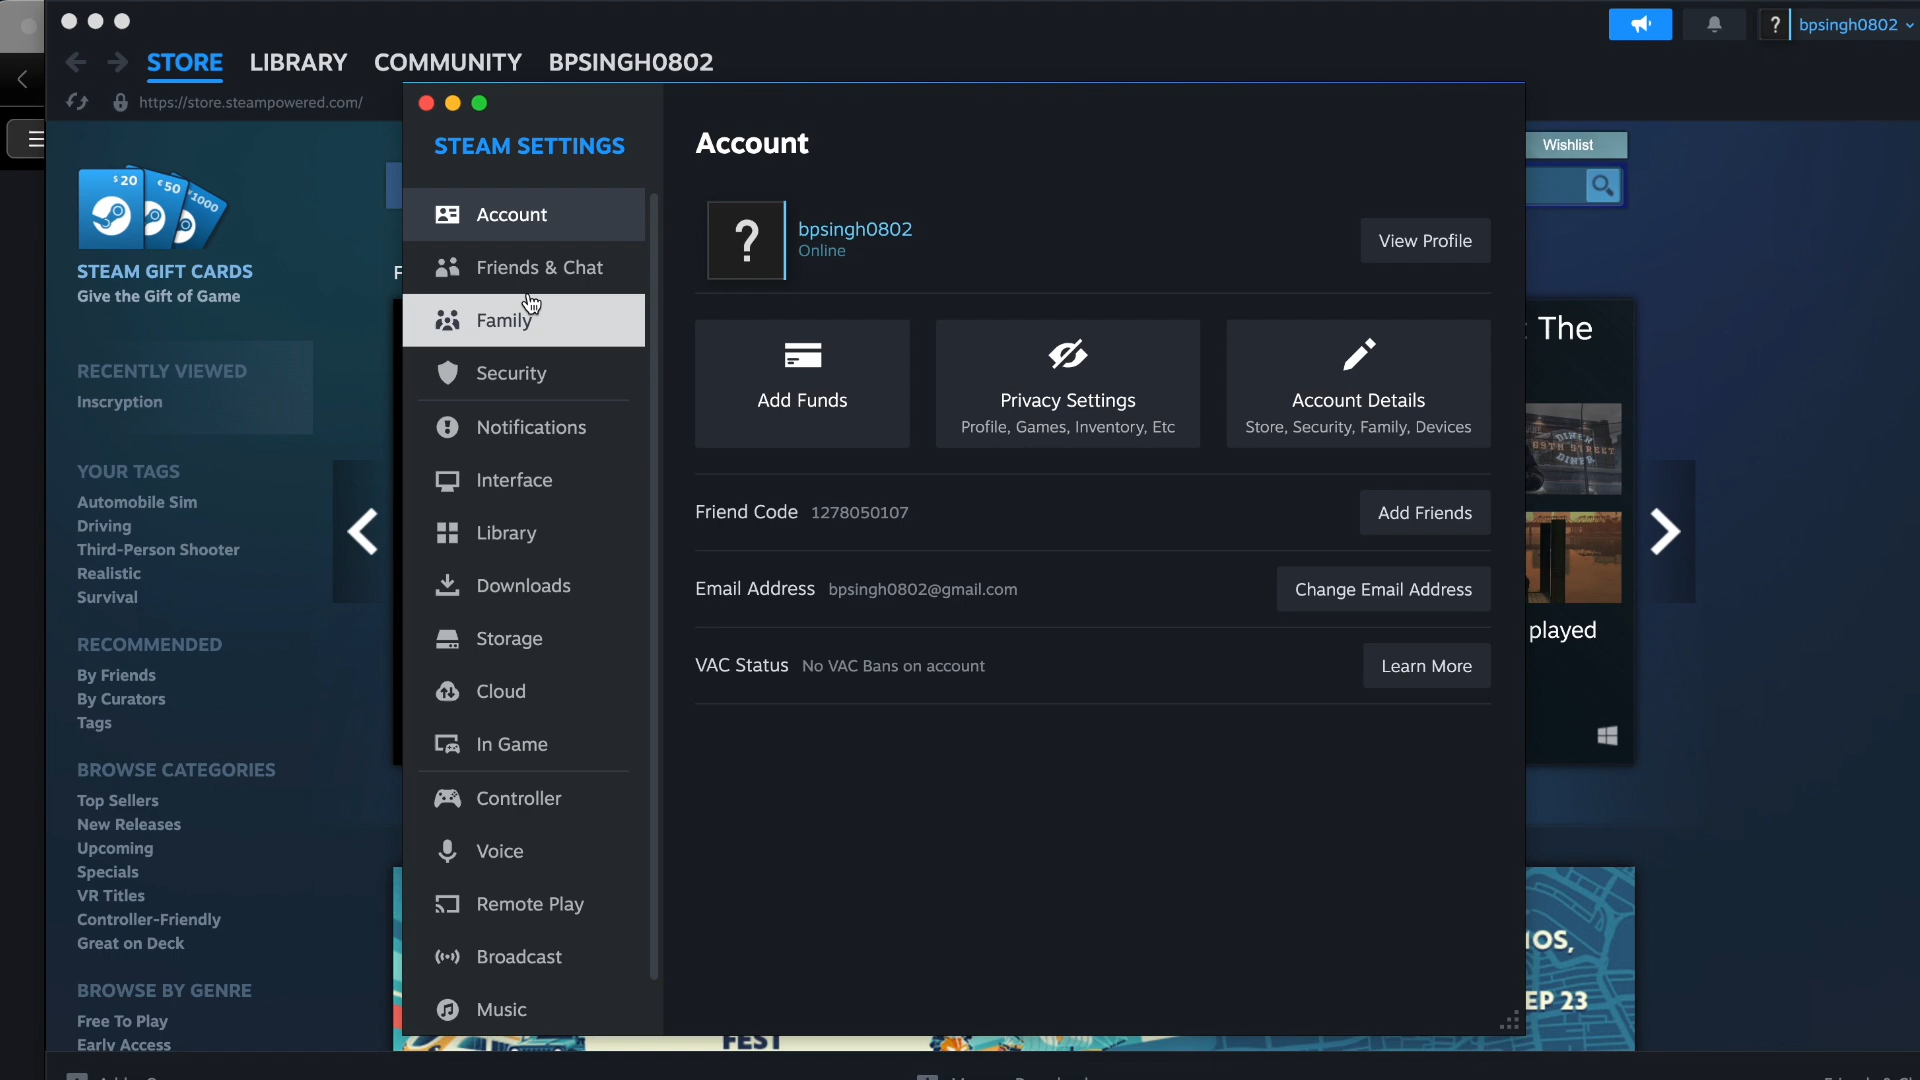 bpsingh0802
STORE LIBRARY COMMUNITY BPSINGH0802
https://store.steampowered.com/
$20 €50 ¥1000
STEAM GIFT CARDS
Give the Gift of Game
RECENTLY VIEWED
Inscryption
YOUR TAGS
Automobile Sim
Driving
Third-Person Shooter
Realistic
Survival
RECOMMENDED
By Friends
By Curators
Tags
BROWSE CATEGORIES
Top Sellers
New Releases
Upcoming
Specials
VR Titles
Controller-Friendly
Great on Deck
BROWSE BY GENRE
Free To Play
Early Access
STEAM SETTINGS
Account
Friends & Chat
Family
Security
Notifications
Interface
Library
Downloads
Storage
Cloud
In Game
Controller
Voice
Remote Play
Broadcast
Music
Account
?
bpsingh0802
Online
View Profile
Add Funds
Privacy Settings
Profile, Games, Inventory, Etc
Account Details
Store, Security, Family, Devices
Friend Code 1278050107 Add Friends
Email Address bpsingh0802@gmail.com Change Email Address
VAC Status No VAC Bans on account Learn More
Wishlist
: The
played
EP 23
FEST